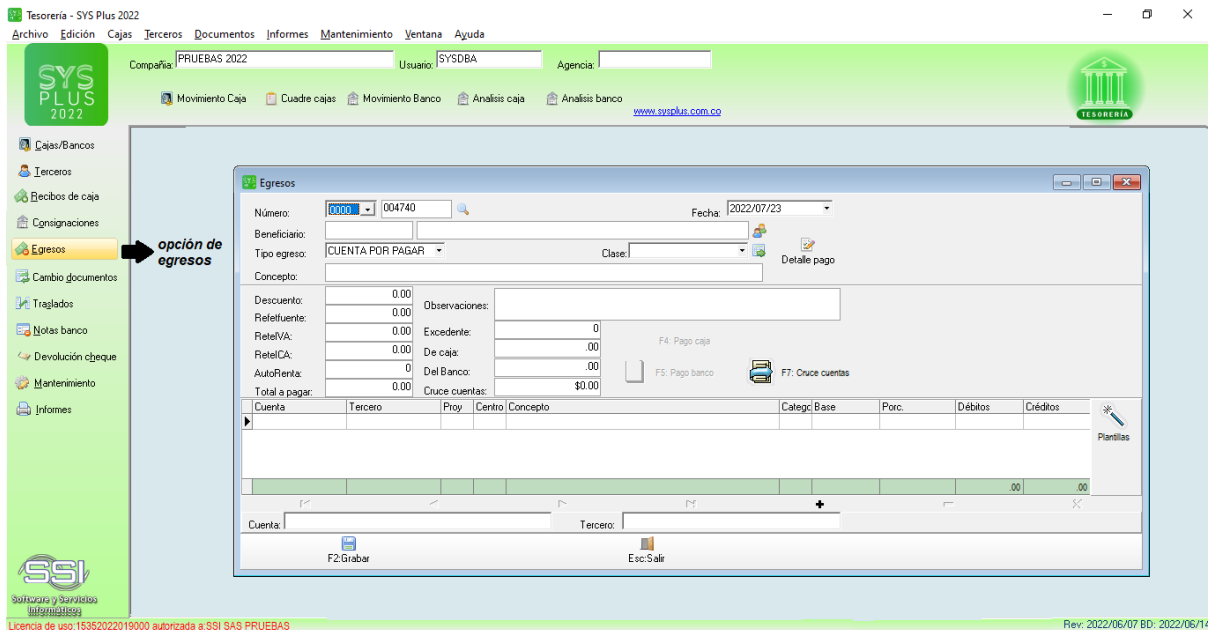 Tesorería - SYS Plus 2022
Archivo Edición Cajas Terceros Documentos Informes Mantenimiento Ventana Ayuda
SYS
PLUS
2022
Compañia: PRUEBAS 2022 Usuario: SYSDBA Agencia:
Movimiento Caja Cuadre cajas Movimiento Banco Analisis caja Analisis banco
www.sysplus.com.co
TESORERIA
Cajas/Bancos
Terceros
Recibos de caja
Consignaciones
Egresos
Cambio documentos
Traslados
Notas banco
Devolución cheque
Mantenimiento
Informes
opción de
egresos
Egresos
Número: 0000 004740 Fecha: 2022/07/23
Beneficiario:
Tipo egreso: CUENTA POR PAGAR Clase: Detalle pago
Concepto:
Descuento: 0.00 Observaciones:
Retefuente: 0.00
ReteIVA: 0.00 Excedente: 0
ReteICA: 0.00 De caja: .00 F4: Pago caja
AutoRenta: 0 Del Banco: .00 F5: Pago banco F7: Cruce cuentas
Total a pagar: 0.00 Cruce cuentas: $0.00
Cuenta Tercero Proy Centro Concepto Categc Base Porc. Débitos Créditos
Plantillas
.00 .00
Cuenta: Tercero:
F2:Grabar Esc:Salir
SSI
Software y Servicios
Informáticos
Licencia de uso:15352022019000 autorizada a:SSI SAS PRUEBAS Rev: 2022/06/07 BD: 2022/06/14